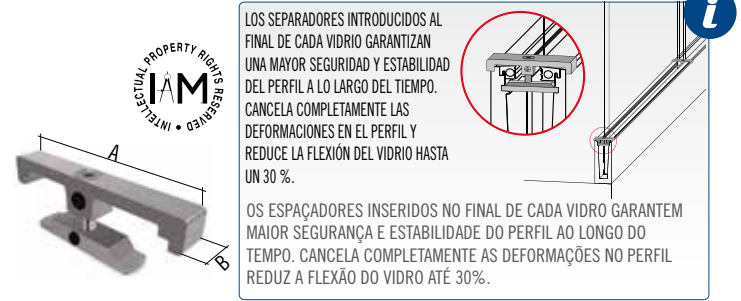 INTELLECTUAL PROPERTY RIGHTS RESERVED •
IAM
A
B
i
LOS SEPARADORES INTRODUCIDOS AL
FINAL DE CADA VIDRIO GARANTIZAN
UNA MAYOR SEGURIDAD Y ESTABILIDAD
DEL PERFIL A LO LARGO DEL TIEMPO.
CANCELA COMPLETAMENTE LAS
DEFORMACIONES EN EL PERFIL Y
REDUCE LA FLEXIÓN DEL VIDRIO HASTA
UN 30 %.
OS ESPAÇADORES INSERIDOS NO FINAL DE CADA VIDRO GARANTEM
MAIOR SEGURANÇA E ESTABILIDADE DO PERFIL AO LONGO DO
TEMPO. CANCELA COMPLETAMENTE AS DEFORMAÇÕES NO PERFIL
REDUZ A FLEXÃO DO VIDRO ATÉ 30%.